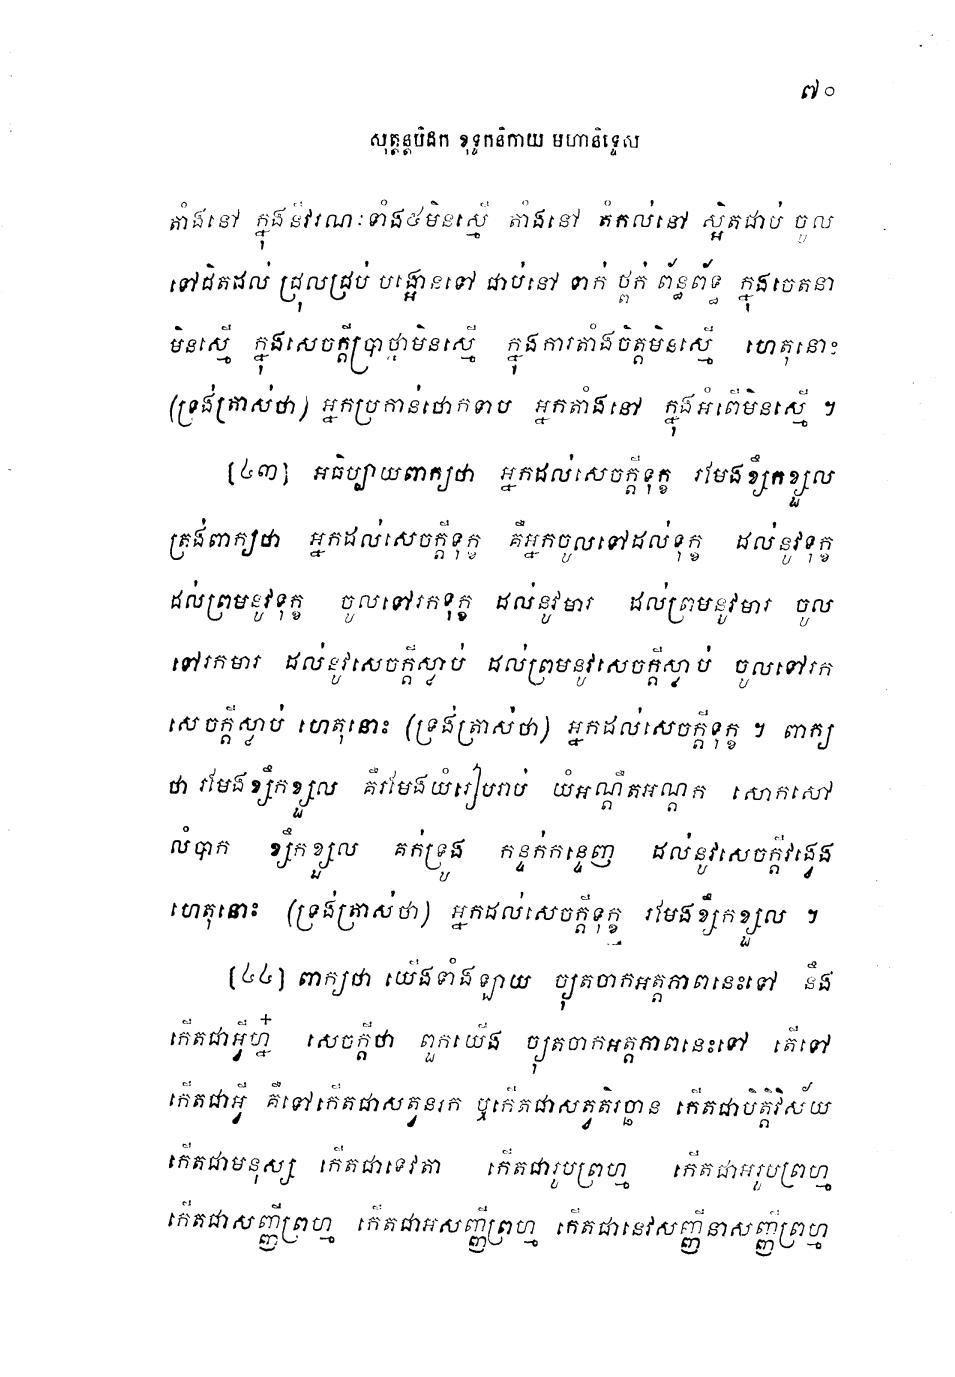 ៧០
សុត្តន្តបិដក ខុទ្ទកនិកាយ មហានិទ្ទេស
តាំងនៅ ក្នុងនីវរណៈទាំង៥មិនស្មើ តាំងនៅ តំកល់នៅ ស្អិតជាប់ ចូល
ទៅជិតដល់ ជ្រុលជ្រប់ បង្អោនទៅ ជាប់នៅ ទាក់ ថ្ពក់ ព័ន្ធព័ទ្ធ ក្នុងចេតនា
មិនស្មើ ក្នុងសេចក្តីប្រាថ្នាមិនស្មើ ក្នុងការតាំងចិត្តមិនស្មើ ហេតុនោះ
(ទ្រង់ត្រាស់ថា) អ្នកប្រកាន់ថោកទាប អ្នកតាំងនៅ ក្នុងអំពើមិនស្មើ ។
[៤៣] អធិប្បាយពាក្យថា អ្នកដល់សេចក្តីទុក្ខ រមែងខ្សឹកខ្សួល
ត្រង់ពាក្យថា អ្នកដល់សេចក្តីទុក្ខ គឺអ្នកចូលទៅដល់ទុក្ខ ដល់នូវទុក្ខ
ដល់ព្រមនូវទុក្ខ ចូលទៅរកទុក្ខ ដល់នូវមារ ដល់ព្រមនូវមារ ចូល
ទៅរកមារ ដល់នូវសេចក្តីស្លាប់ ដល់ព្រមនូវសេចក្តីស្លាប់ ចូលទៅរក
សេចក្តីស្លាប់ ហេតុនោះ (ទ្រង់ត្រាស់ថា) អ្នកដល់សេចក្តីទុក្ខ ។ ពាក្យ
ថា រមែងខ្សឹកខ្សួល គឺរមែងយំរៀបរាប់ យំអណ្តឺតអណ្តក សោកសៅ
លំបាក ខ្សឹកខ្សួល គក់ទ្រូង កន្ទក់កន្ទេញ ដល់នូវសេចក្តីវង្វេង
ហេតុនោះ (ទ្រង់ត្រាស់ថា) អ្នកដល់សេចក្តីទុក្ខ រមែងខ្សឹកខ្សួល ។
[៤៤] ពាក្យថា យើងទាំងឡាយ ច្យុតចាកអត្តភាពនេះទៅ នឹង
កើតជាអ្វីហ្ន៎ សេចក្តីថា ពួកយើង ច្យុតចាកអត្តភាពនេះទៅ តើទៅ
កើតជាអ្វី គឺទៅកើតជាសត្វនរក ឬកើតជាសត្វតិរច្ឆាន កើតជាបិត្តិវិស័យ
កើតជាមនុស្ស កើតជាទេវតា កើតជារូបព្រហ្ម កើតជាអរូបព្រហ្ម
កើតជាសញ្ញីព្រហ្ម កើតជាអសញ្ញីព្រហ្ម កើតជានេវសញ្ញីនាសញ្ញីព្រហ្ម